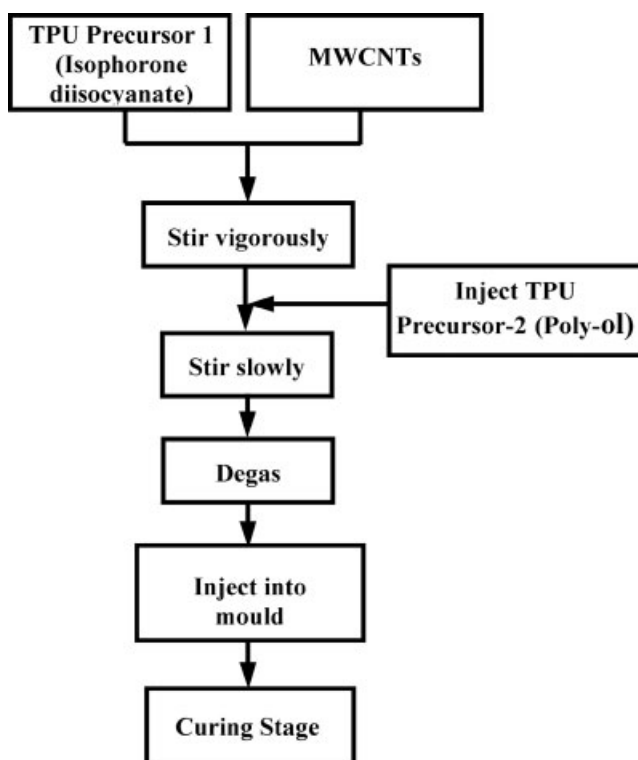 TPU Precursor 1
(Isophorone
diisocyanate)
MWCNTs
Stir vigorously
Inject TPU
Precursor-2 (Poly-ol)
Stir slowly
Degas
Inject into
mould
Curing Stage